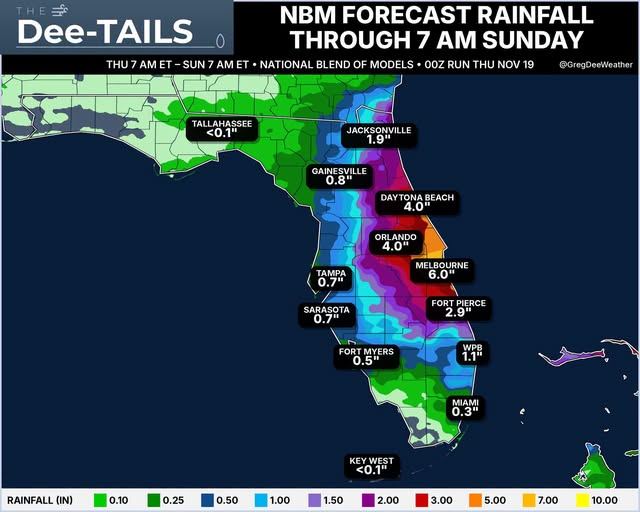 THE
Dee-TAILS
NBM FORECAST RAINFALL
THROUGH 7 AM SUNDAY
THU 7 AM ET – SUN 7 AM ET • NATIONAL BLEND OF MODELS • 00Z RUN THU NOV 19
@GregDeeWeather
TALLAHASSEE
<0.1"
JACKSONVILLE
1.9"
GAINESVILLE
0.8"
DAYTONA BEACH
4.0"
ORLANDO
4.0"
MELBOURNE
6.0"
TAMPA
0.7"
FORT PIERCE
2.9"
SARASOTA
0.7"
FORT MYERS
0.5"
WPB
1.1"
MIAMI
0.3"
KEY WEST
<0.1"
RAINFALL (IN) 0.10 0.25 0.50 1.00 1.50 2.00 3.00 5.00 7.00 10.00